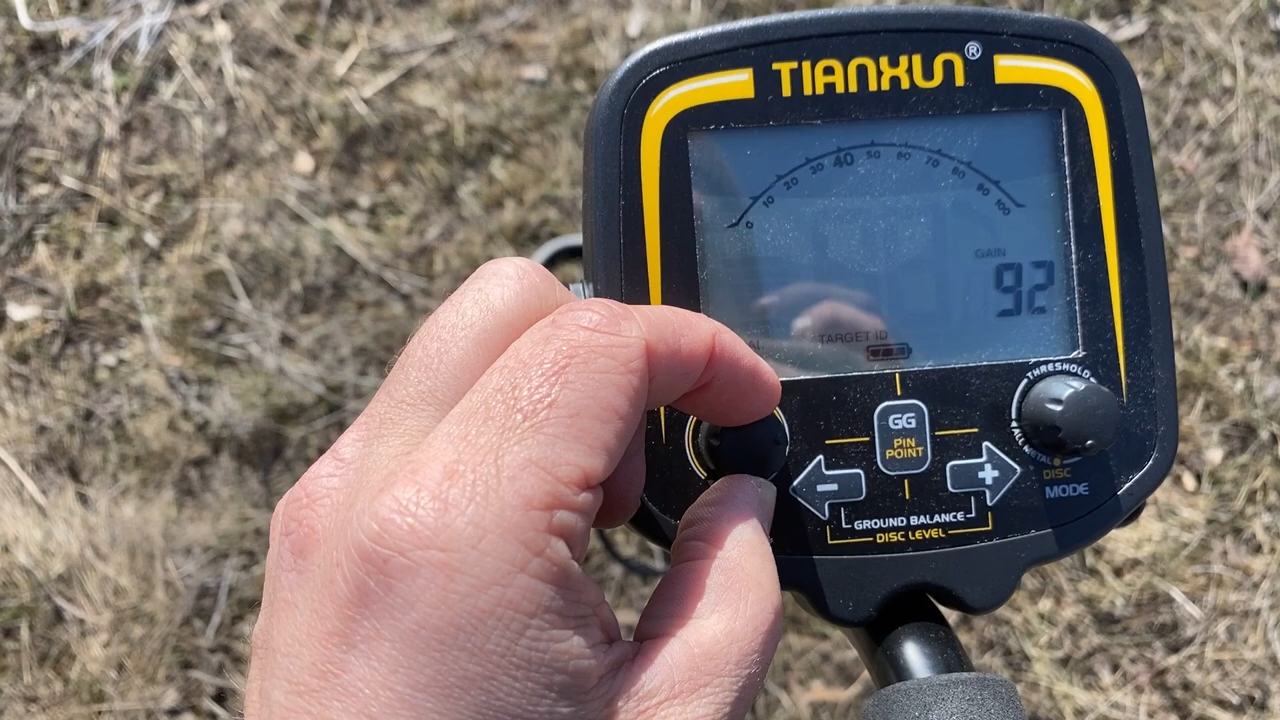 TIANXUN®
0 10 20 30 40 50 60 70 80 90 100
GAIN
92
TARGET ID
THRESHOLD
ALL METAL
DISC
MODE
GG
PIN
POINT
-
+
GROUND BALANCE
DISC LEVEL